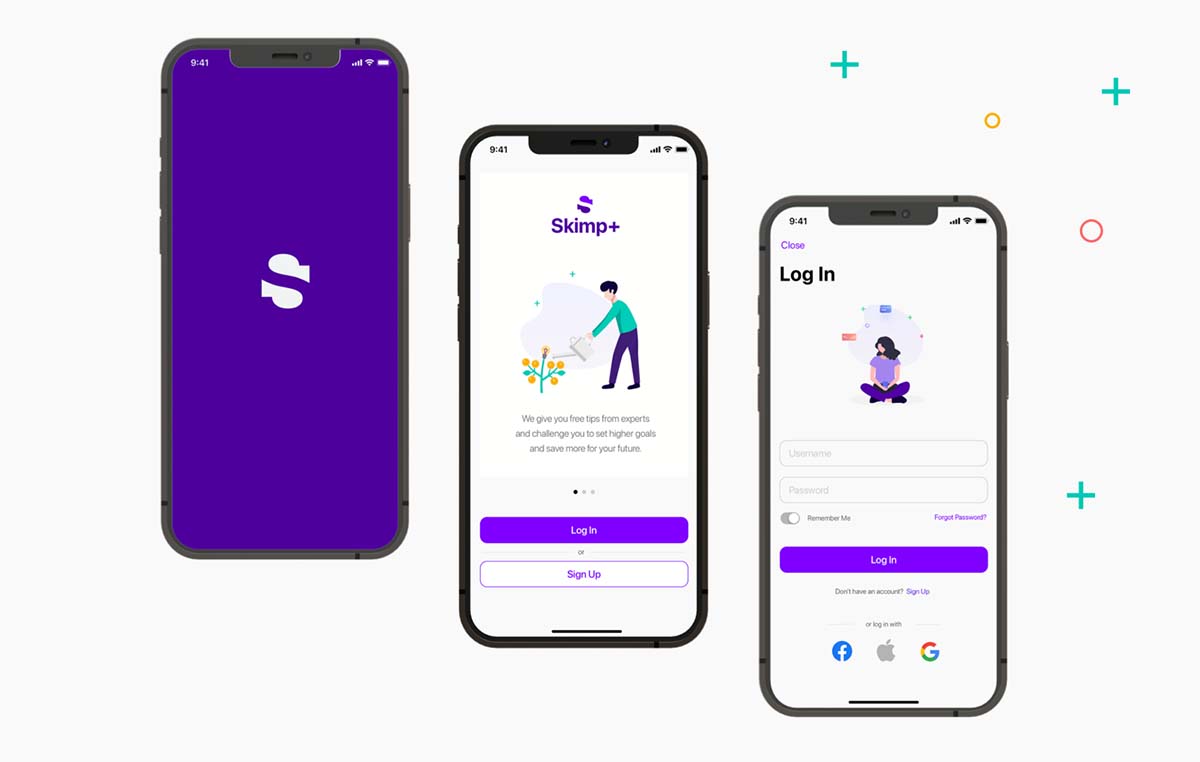 9:41
9:41
Skimp+
We give you free tips from experts
and challenge you to set higher goals
and save more for your future.
Log In
or
Sign Up
9:41
Close
Log In
Username
Password
Remember Me
Forgot Password?
Log In
Don't have an account? Sign Up
or log in with